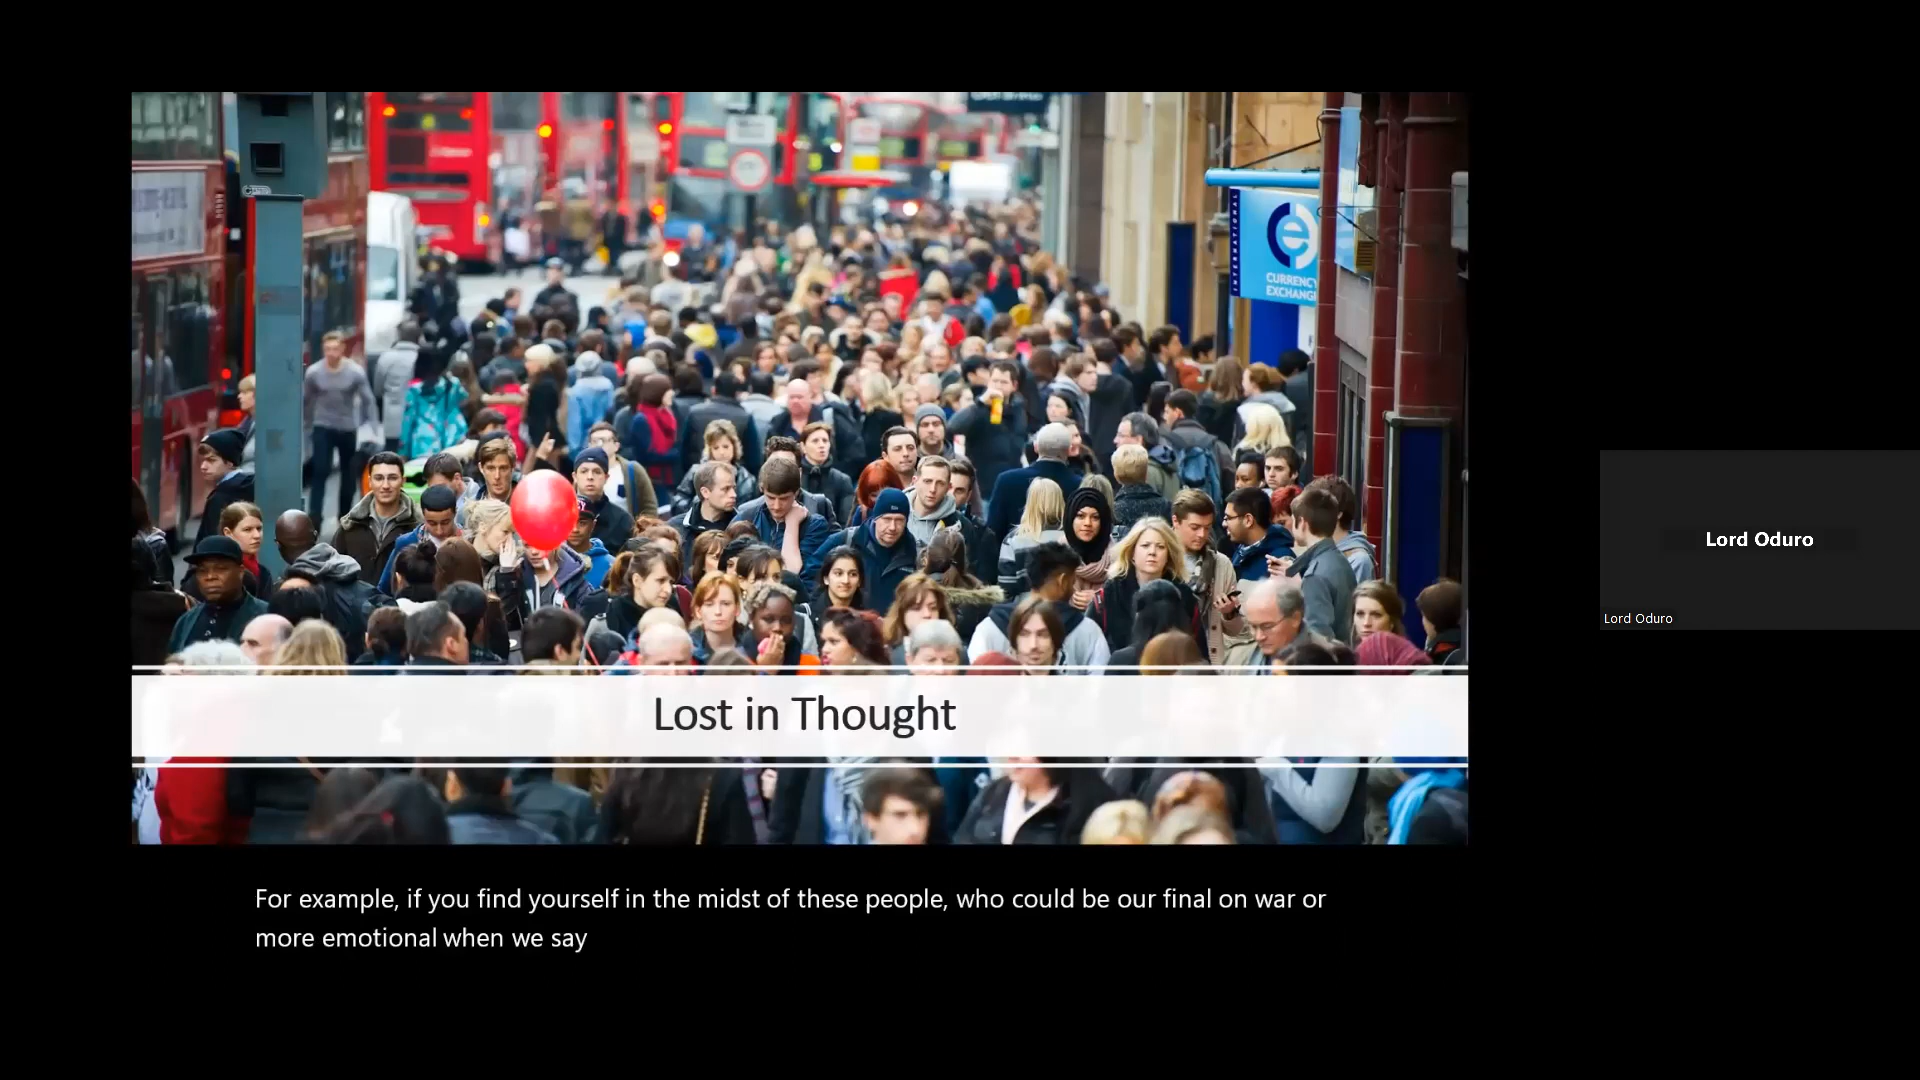 INTERNATIONAL
CURRENCY
EXCHANGE
Lost in Thought
For example, if you find yourself in the midst of these people, who could be our final on war or
more emotional when we say
Lord Oduro
Lord Oduro